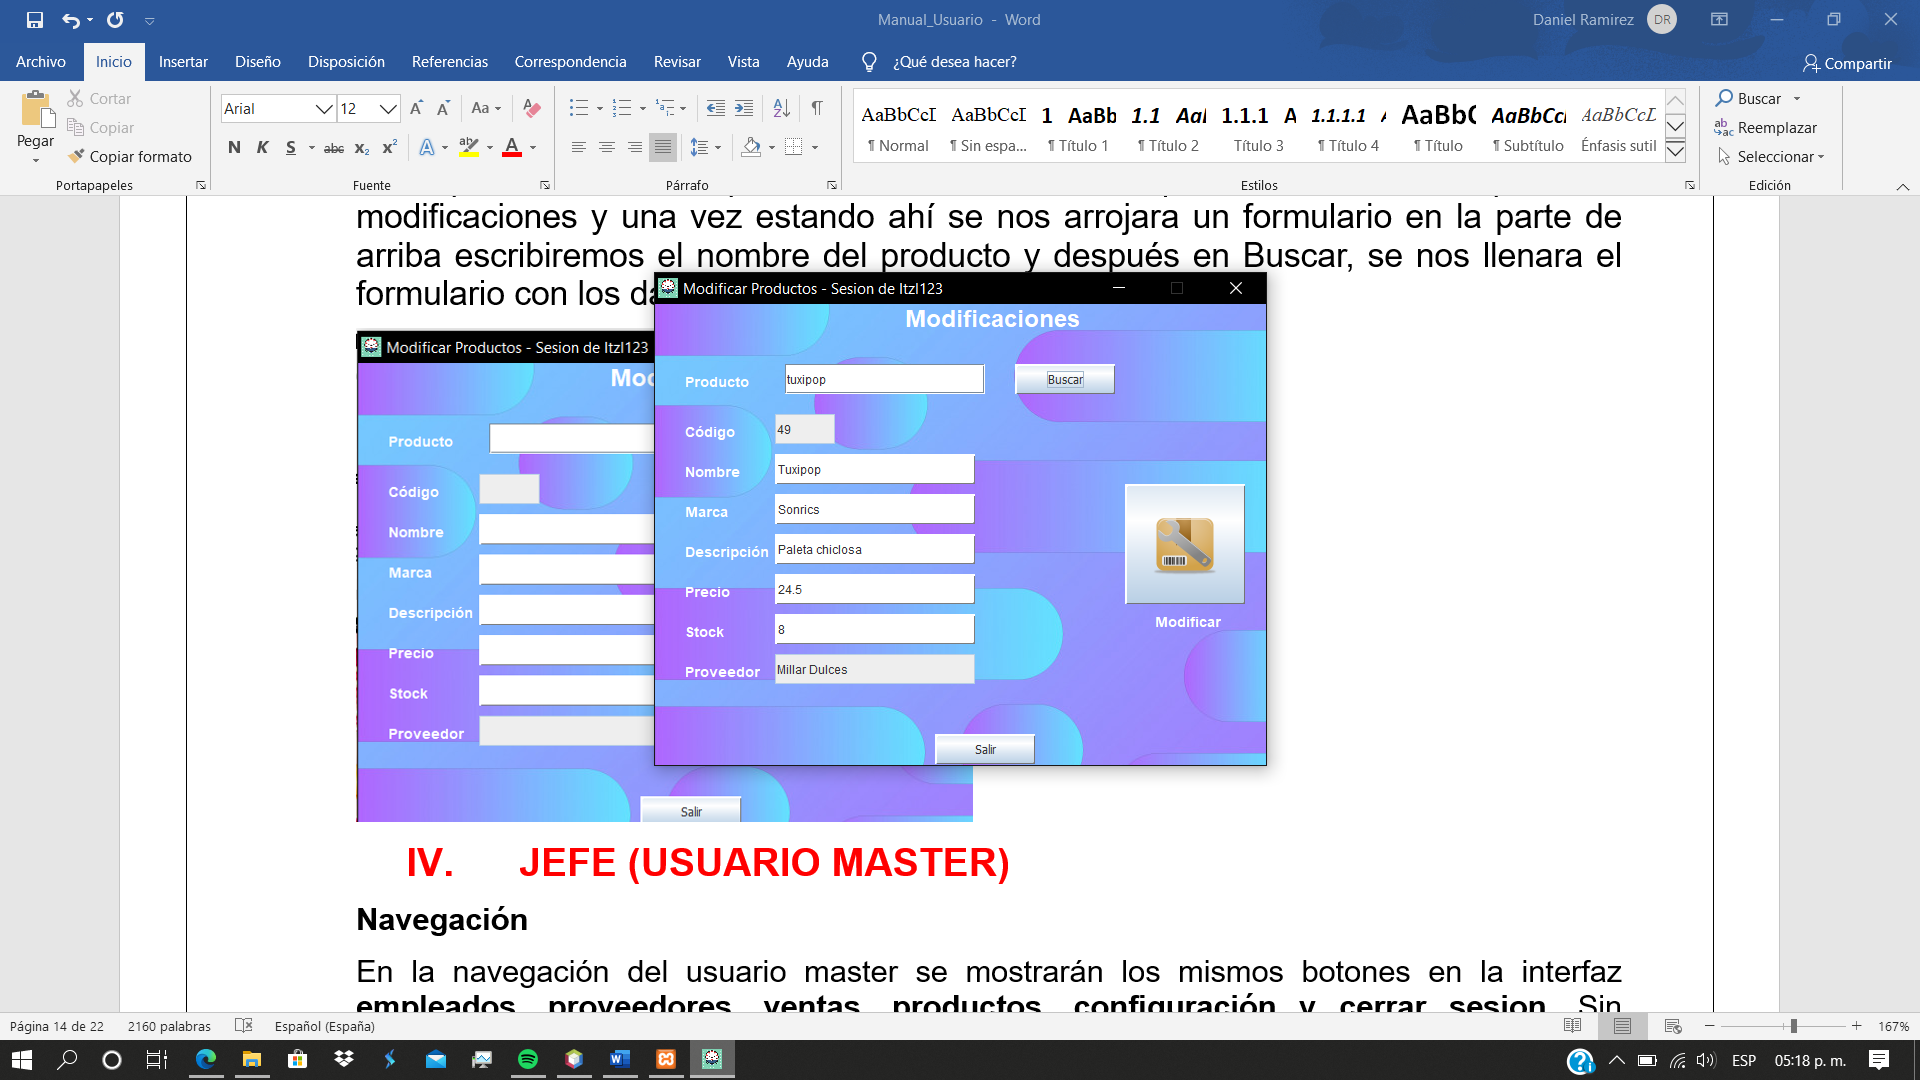 Manual_Usuario - Word
Daniel Ramirez
DR
Archivo
Inicio
Insertar
Diseño
Disposición
Referencias
Correspondencia
Revisar
Vista
Ayuda
¿Qué desea hacer?
Compartir
Pegar
Cortar
Copiar
Copiar formato
Portapapeles
Arial
12
Fuente
Párrafo
AaBbCcI
¶ Normal
AaBbCcI
¶ Sin espa...
1 AaBb
¶ Título 1
1.1 Aal
¶ Título 2
1.1.1 A
Título 3
1.1.1.1
¶ Título 4
AaBbC
¶ Título
AaBbCc
¶ Subtítulo
AaBbCcL
Énfasis sutil
Estilos
Buscar
Reemplazar
Seleccionar
Edición
modificaciones y una vez estando ahí se nos arrojara un formulario en la parte de
arriba escribiremos el nombre del producto y después en Buscar, se nos llenara el
formulario con los da
Modificar Productos - Sesion de Itzl123
Mod
Producto
Código
Nombre
Marca
Descripción
Precio
Stock
Proveedor
Salir
Modificar Productos - Sesion de Itzl123
Modificaciones
Producto
tuxipop
Buscar
Código
49
Nombre
Tuxipop
Marca
Sonrics
Descripción
Paleta chiclosa
Precio
24.5
Stock
8
Proveedor
Millar Dulces
Modificar
Salir
IV. JEFE (USUARIO MASTER)
Navegación
En la navegación del usuario master se mostrarán los mismos botones en la interfaz
empleados, proveedores, ventas, productos, configuración y cerrar sesion. Sin
Página 14 de 22
2160 palabras
Español (España)
167%
ESP
05:18 p. m.